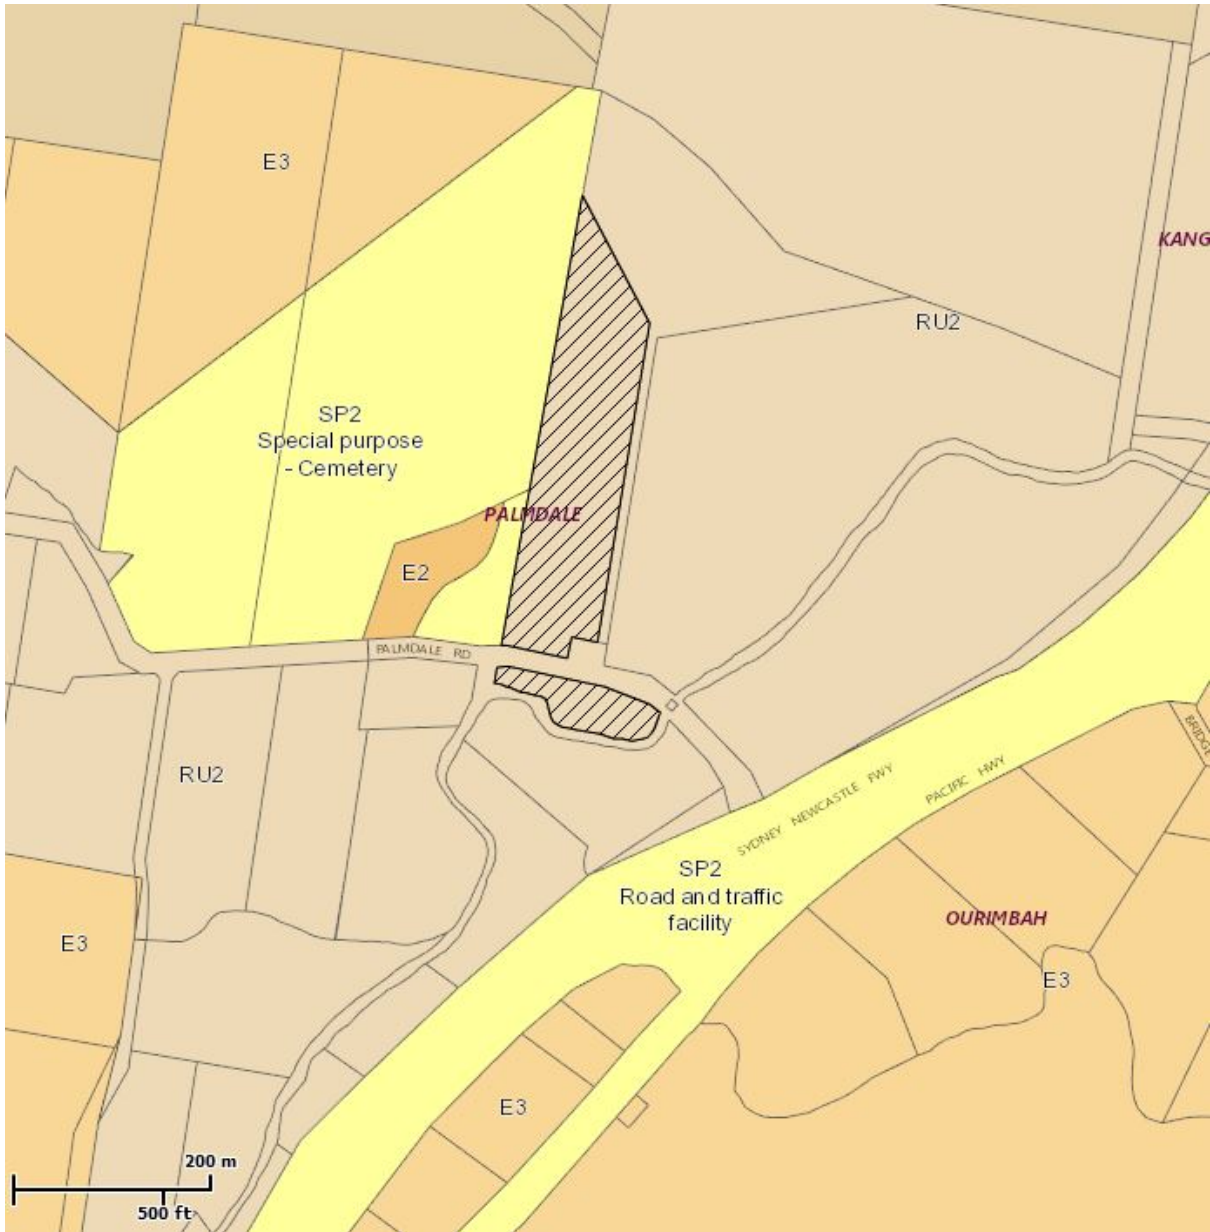 E3
KANG
RU2
SP2
Special purpose
- Cemetery
PALMDALE
E2
PALMDALE RD
BRIDGE
RU2
SYDNEY NEWCASTLE FWY
PACIFIC HWY
SP2
Road and traffic
facility
OURIMBAH
E3
E3
E3
200 m
500 ft